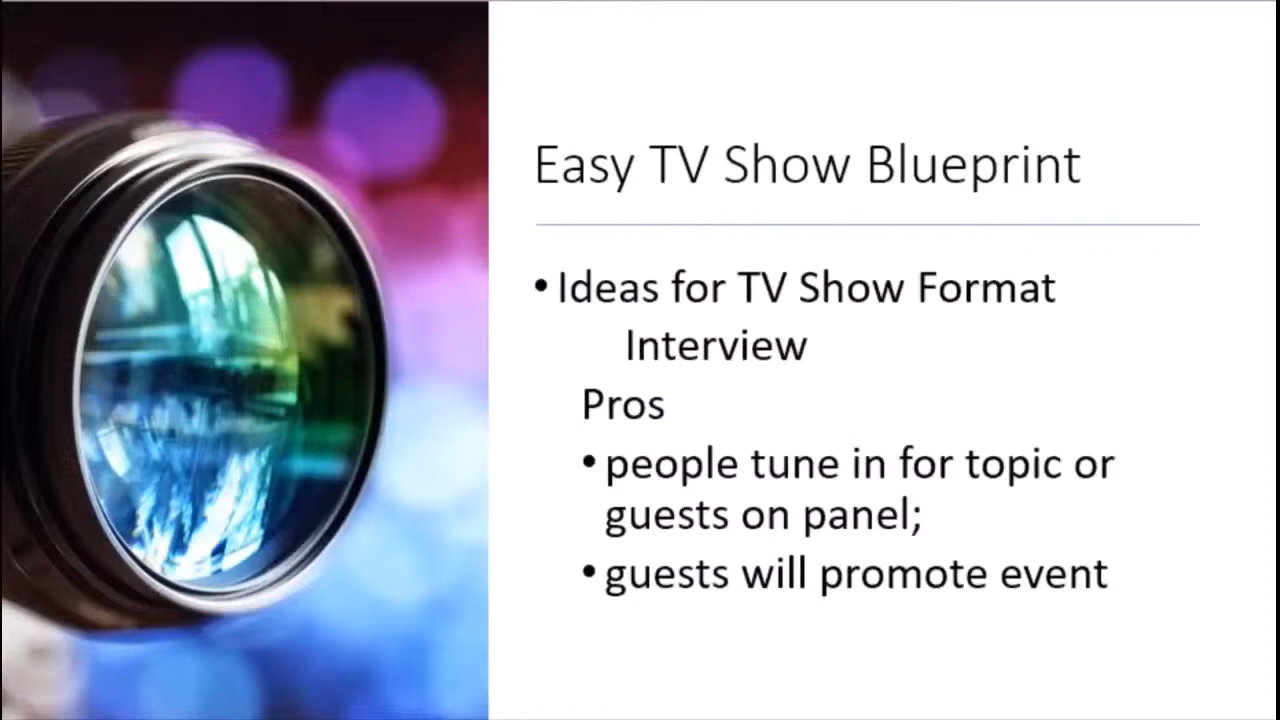 Easy TV Show Blueprint
• Ideas for TV Show Format
Interview
Pros
• people tune in for topic or
guests on panel;
• guests will promote event